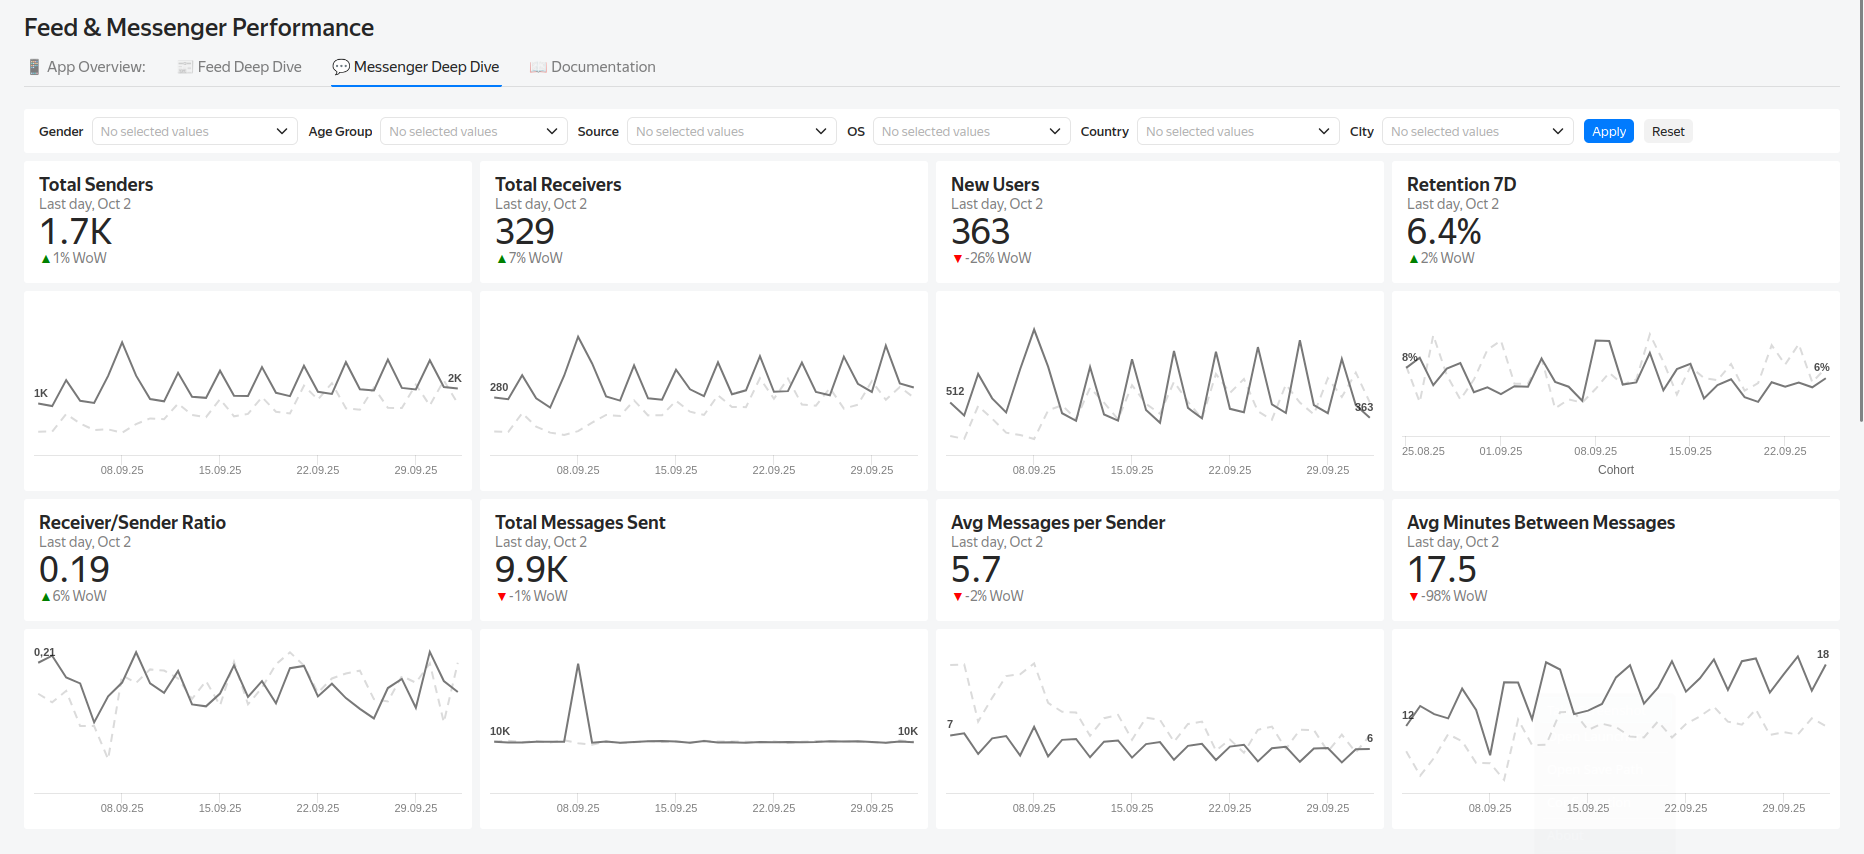 Feed & Messenger Performance
📱 App Overview: 📰 Feed Deep Dive 💬 Messenger Deep Dive 📖 Documentation
Gender No selected values Age Group No selected values Source No selected values OS No selected values Country No selected values City No selected values Apply Reset
Total Senders
Last day, Oct 2
1.7K
▲1% WoW
Total Receivers
Last day, Oct 2
329
▲7% WoW
New Users
Last day, Oct 2
363
▼-26% WoW
Retention 7D
Last day, Oct 2
6.4%
▲2% WoW
1K
2K
08.09.25 15.09.25 22.09.25 29.09.25
280
08.09.25 15.09.25 22.09.25 29.09.25
512
363
08.09.25 15.09.25 22.09.25 29.09.25
8%
6%
25.08.25 01.09.25 08.09.25 15.09.25 22.09.25
Cohort
Receiver/Sender Ratio
Last day, Oct 2
0.19
▲6% WoW
Total Messages Sent
Last day, Oct 2
9.9K
▼-1% WoW
Avg Messages per Sender
Last day, Oct 2
5.7
▼-2% WoW
Avg Minutes Between Messages
Last day, Oct 2
17.5
▼-98% WoW
0,21
08.09.25 15.09.25 22.09.25 29.09.25
10K
10K
08.09.25 15.09.25 22.09.25 29.09.25
7
6
08.09.25 15.09.25 22.09.25 29.09.25
12
18
08.09.25 15.09.25 22.09.25 29.09.25